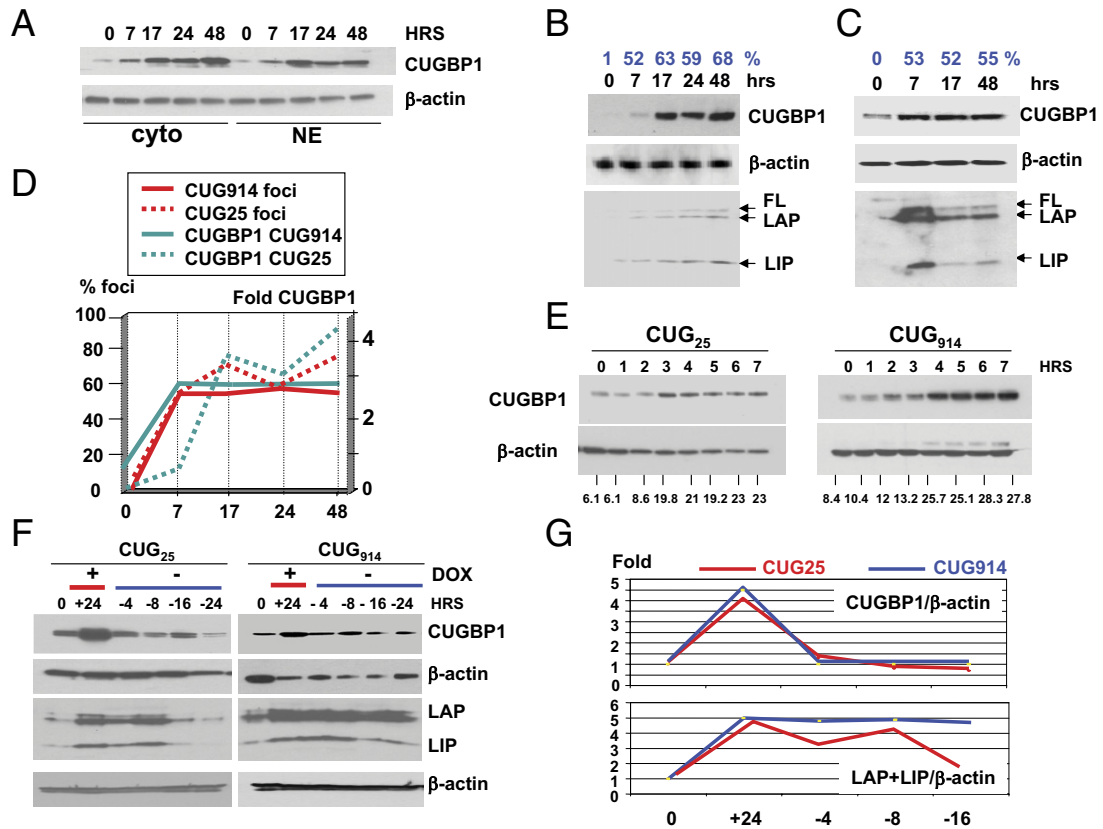 A
0 7 17 24 48 0 7 17 24 48 HRS
CUGBP1
β-actin
cyto NE
B
1 52 63 59 68 %
0 7 17 24 48 hrs
CUGBP1
β-actin
FL
LAP
LIP
C
0 53 52 55 %
0 7 17 48 hrs
CUGBP1
β-actin
FL
LAP
LIP
D
CUG914 foci
CUG25 foci
CUGBP1 CUG914
CUGBP1 CUG25
% foci
Fold CUGBP1
100
80
60
40
20
0
4
3
2
1
0
0 7 17 24 48
E
CUG25 CUG914
0 1 2 3 4 5 6 7 0 1 2 3 4 5 6 7 HRS
CUGBP1
β-actin
6.1 6.1 8.6 19.8 21 19.2 23 23 8.4 10.4 12 13.2 25.7 25.1 28.3 27.8
F
CUG25 CUG914
+ - + - DOX
0 +24 -4 -8 -16 -24 0 +24 - 4 -8 - 16 -24 HRS
CUGBP1
β-actin
LAP
LIP
β-actin
G
Fold CUG25 CUG914
5
4
3
2
1
0
CUGBP1/β-actin
6
5
4
3
2
1
0
LAP+LIP/β-actin
0 +24 -4 -8 -16